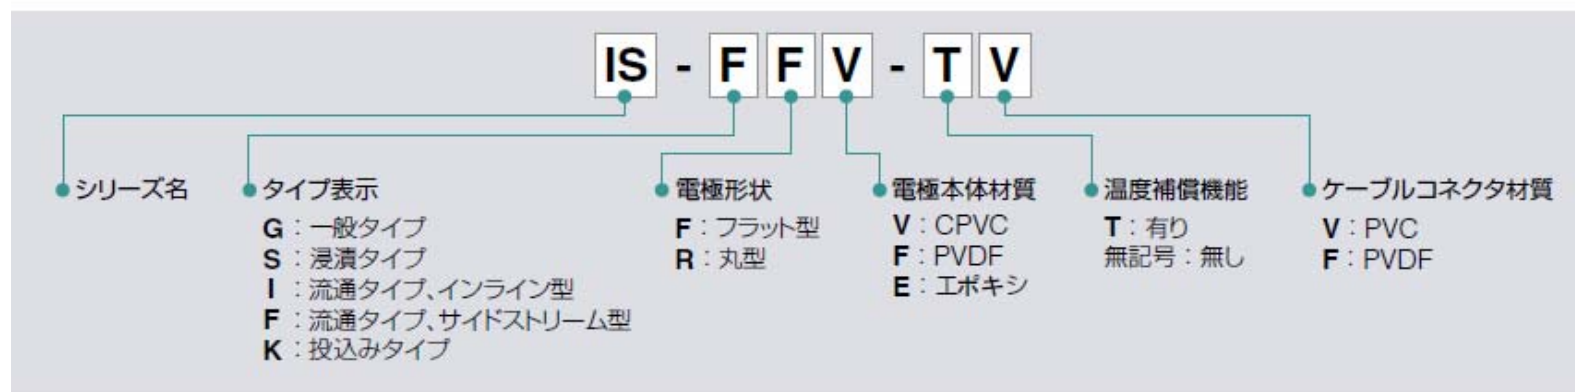 IS - F F V - T V
シリーズ名
タイプ表示
G：一般タイプ
S：浸漬タイプ
I：流通タイプ、インライン型
F：流通タイプ、サイドストリーム型
K：投込みタイプ
電極形状
F：フラット型
R：丸型
電極本体材質
V：CPVC
F：PVDF
E：エポキシ
温度補償機能
T：有り
無記号：無し
ケーブルコネクタ材質
V：PVC
F：PVDF